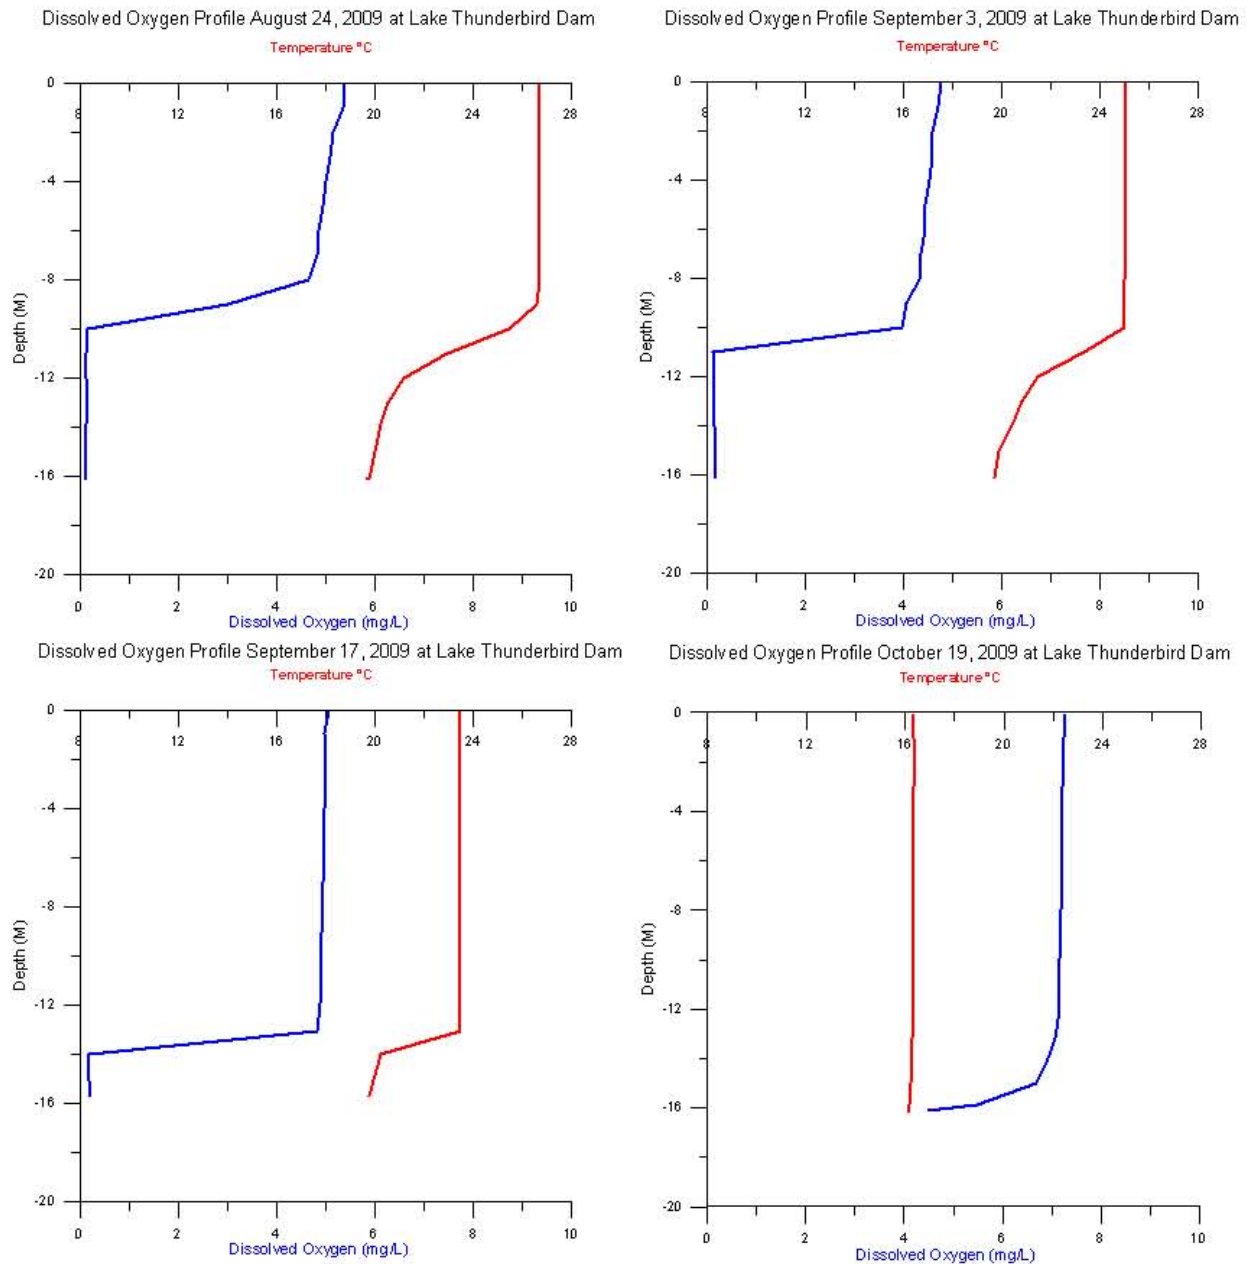 Dissolved Oxygen Profile August 24, 2009 at Lake Thunderbird Dam
Temperature °C
0
8 12 16 20 24 28
-4
-8
Depth (M)
-12
-16
-20
0 2 4 6 8 10
Dissolved Oxygen (mg/L)
Dissolved Oxygen Profile September 3, 2009 at Lake Thunderbird Dam
Temperature °C
0
8 12 16 20 24 28
-4
-8
Depth (M)
-12
-16
-20
0 2 4 6 8 10
Dissolved Oxygen (mg/L)
Dissolved Oxygen Profile September 17, 2009 at Lake Thunderbird Dam
Temperature °C
0
8 12 16 20 24 28
-4
-8
Depth (M)
-12
-16
-20
0 2 4 6 8 10
Dissolved Oxygen (mg/L)
Dissolved Oxygen Profile October 19, 2009 at Lake Thunderbird Dam
Temperature °C
0
8 12 16 20 24 28
-4
-8
Depth (M)
-12
-16
-20
0 2 4 6 8 10
Dissolved Oxygen (mg/L)